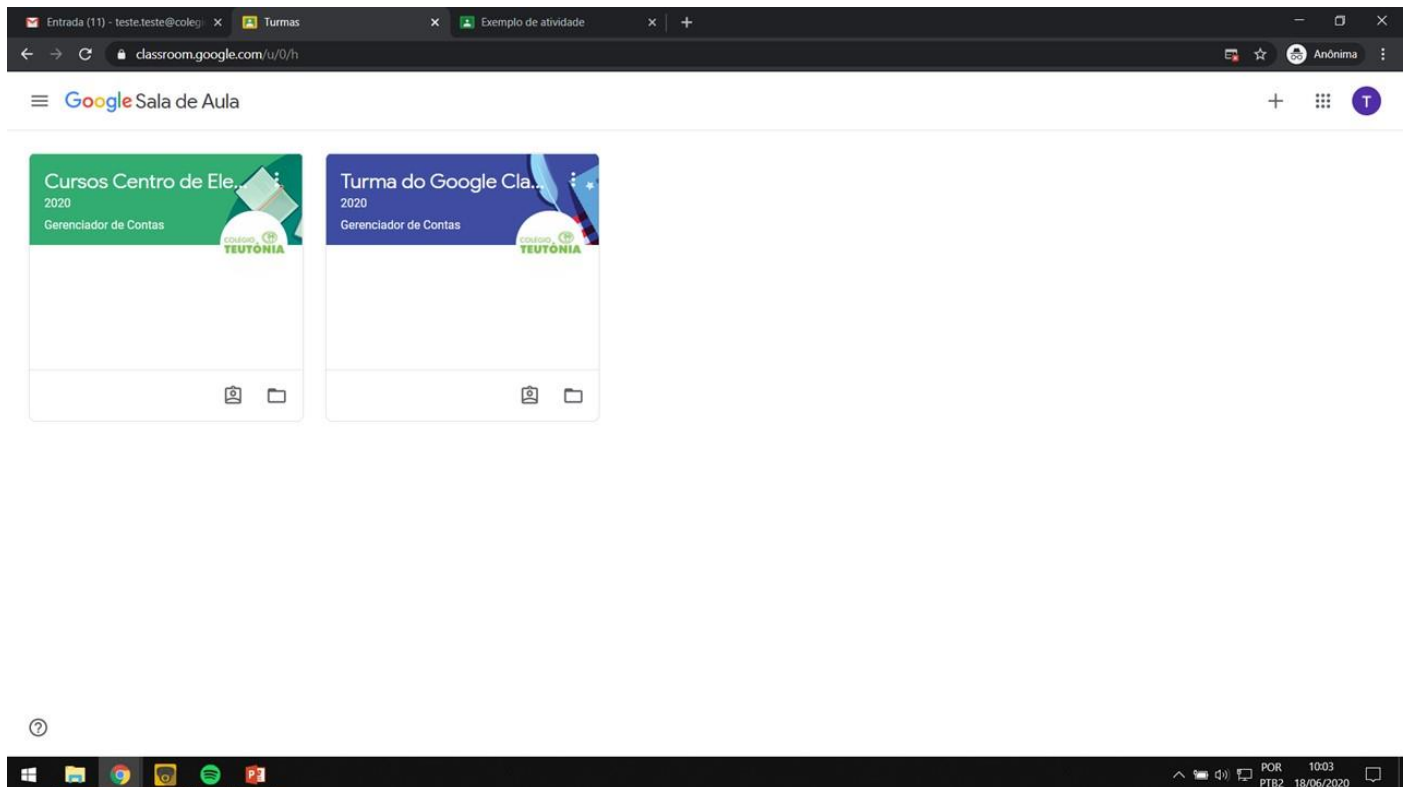 Entrada (11) - teste.teste@colegi
Turmas
Exemplo de atividade
classroom.google.com/u/0/h
Anônima
Google Sala de Aula
T
Cursos Centro de Ele...
2020
Gerenciador de Contas
COLÉGIO
TEUTÔNIA
Turma do Google Cla...
2020
Gerenciador de Contas
COLÉGIO
TEUTÔNIA
POR
PTB2
10:03
18/06/2020